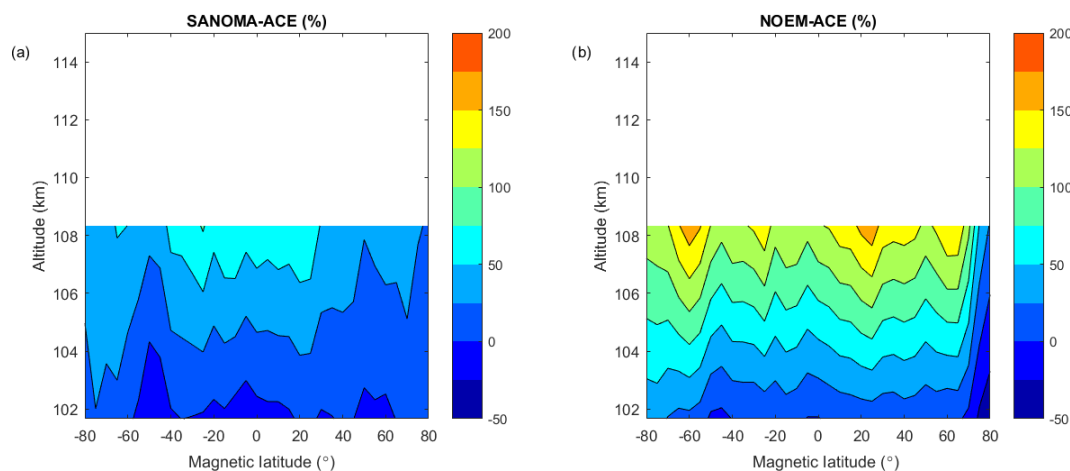 SANOMA-ACE (%)
(a)
114
112
110
108
106
104
102
Altitude (km)
-80 -60 -40 -20 0 20 40 60 80
Magnetic latitude (°)
200
150
100
50
0
-50
NOEM-ACE (%)
(b)
114
112
110
108
106
104
102
Altitude (km)
-80 -60 -40 -20 0 20 40 60 80
Magnetic latitude (°)
200
150
100
50
0
-50